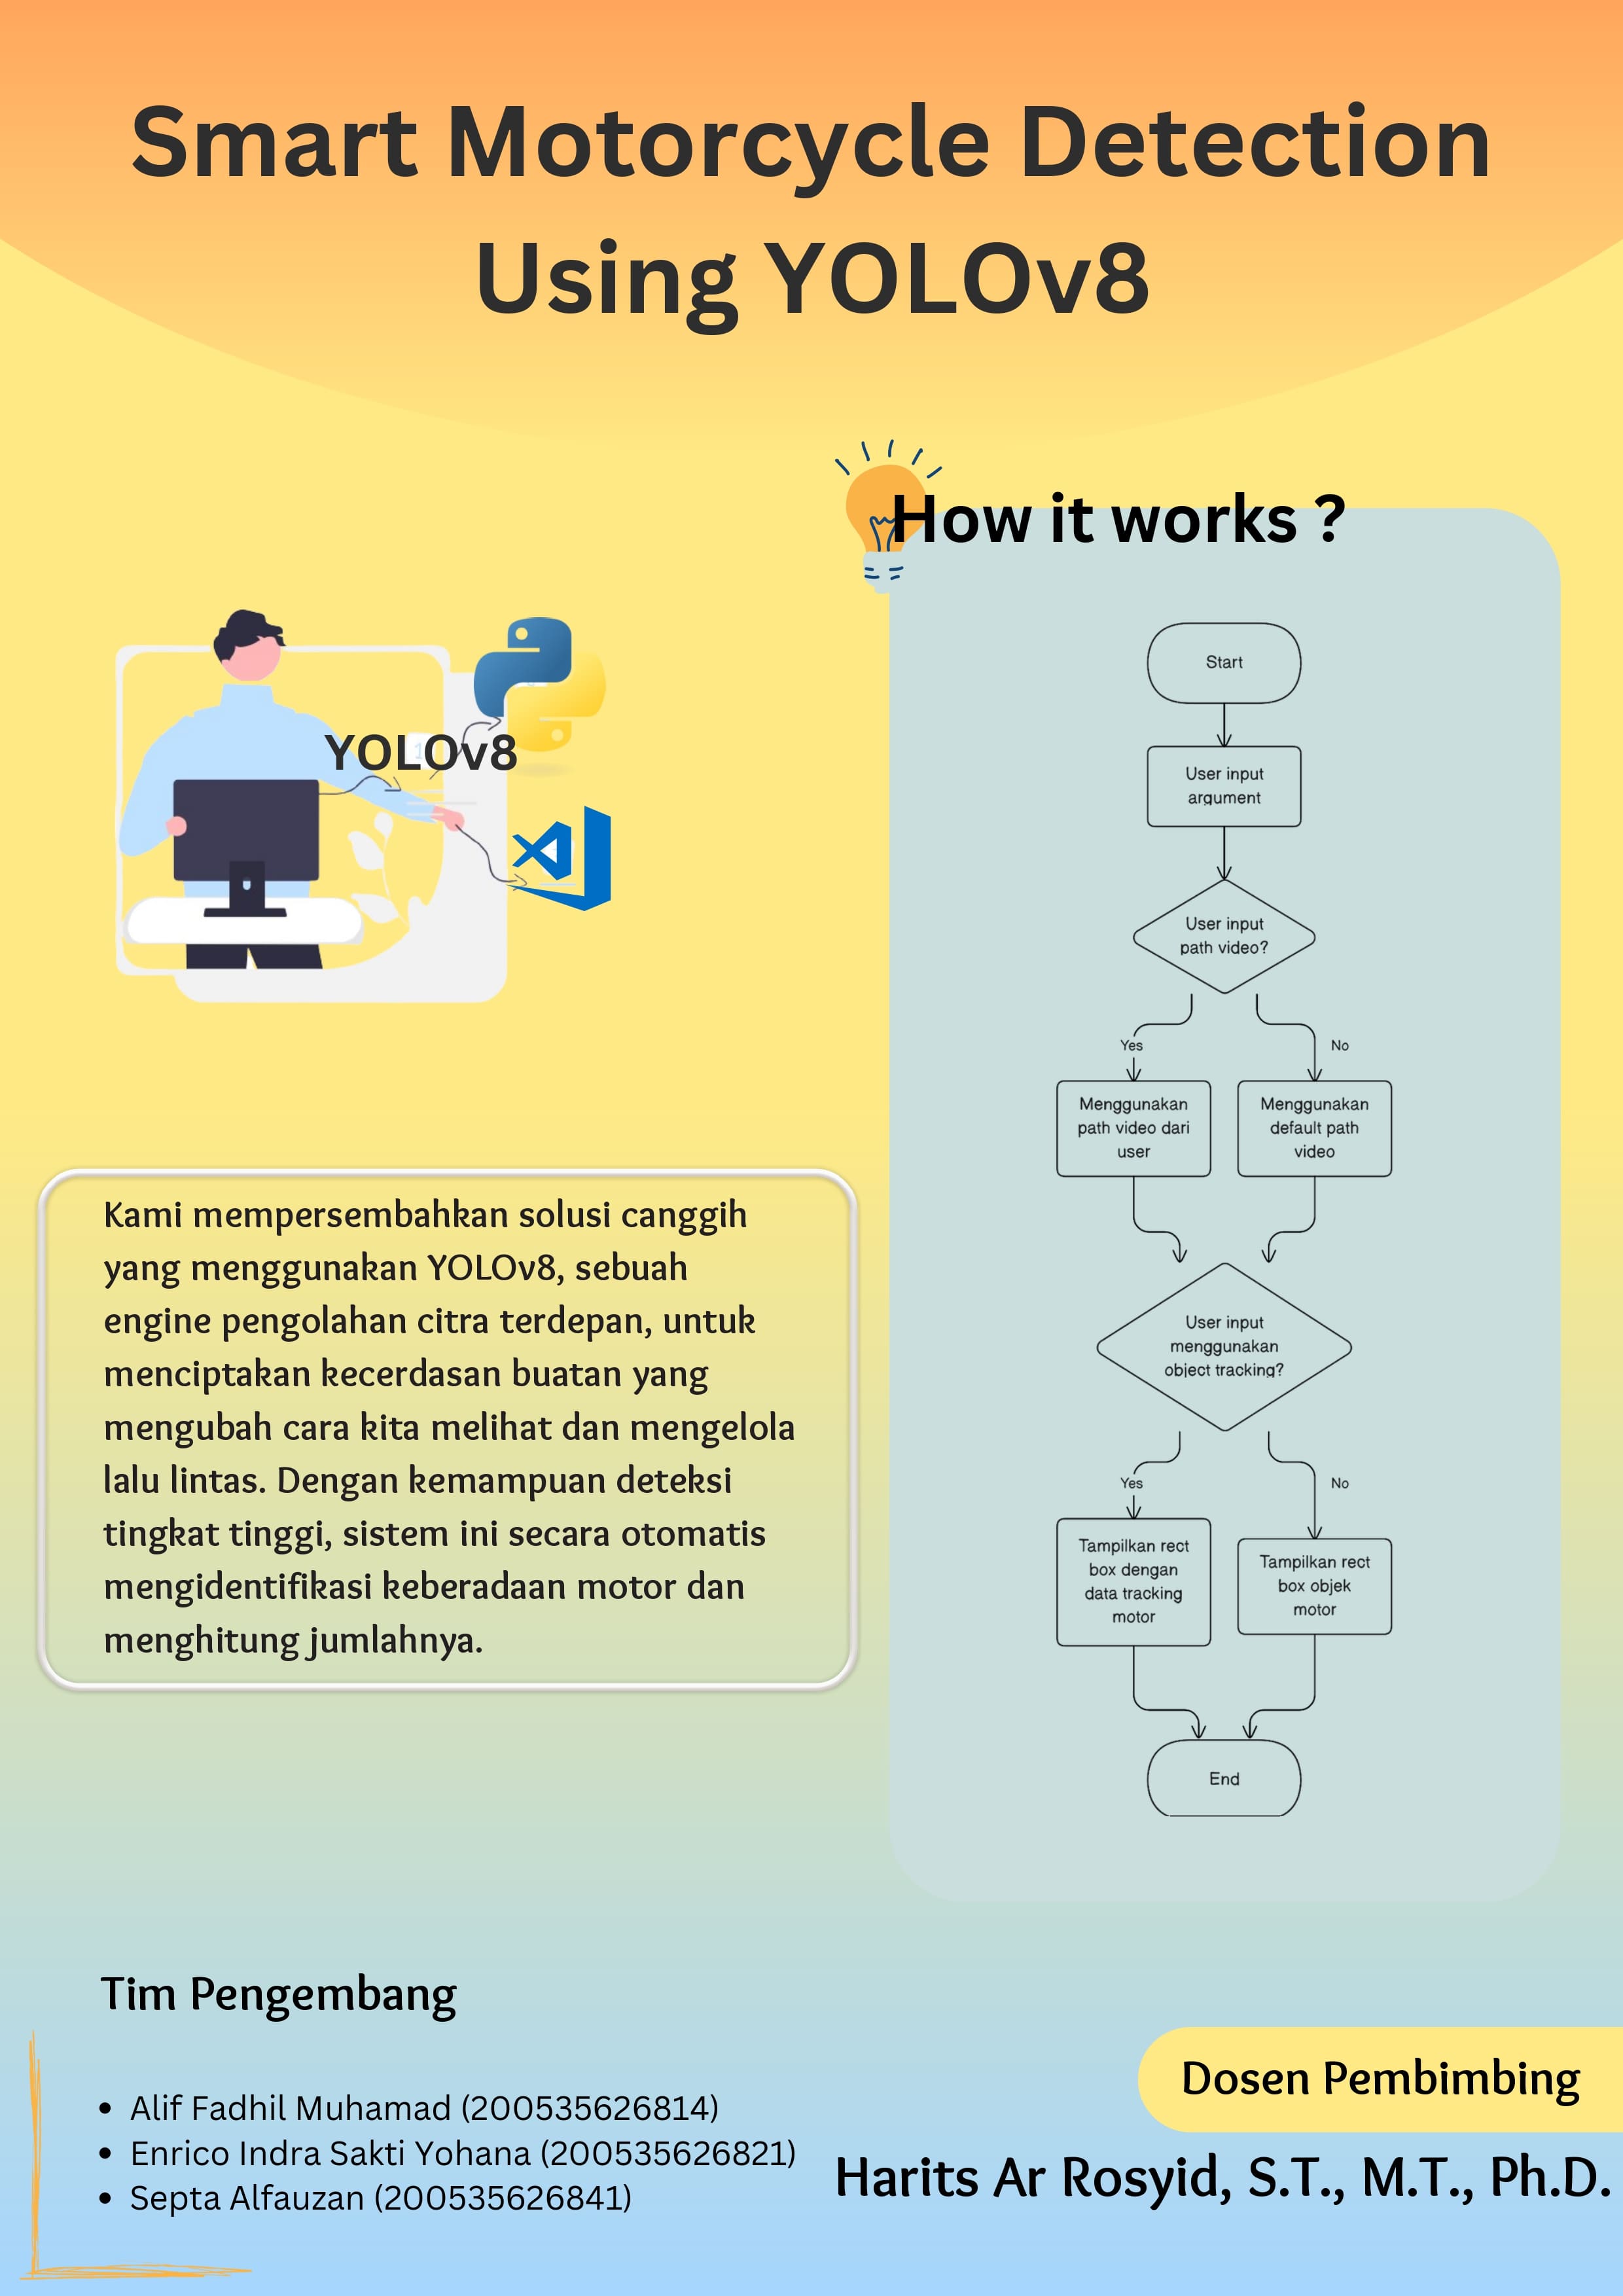 Smart Motorcycle Detection
Using YOLOv8
How it works ?
YOLOv8
Start
User input
argument
User input
path video?
Yes
No
Menggunakan
path video dari
user
Menggunakan
default path
video
User input
menggunakan
object tracking?
Yes
No
Tampilkan rect
box dengan
data tracking
motor
Tampilkan rect
box objek
motor
End
Kami mempersembahkan solusi canggih
yang menggunakan YOLOv8, sebuah
engine pengolahan citra terdepan, untuk
menciptakan kecerdasan buatan yang
mengubah cara kita melihat dan mengelola
lalu lintas. Dengan kemampuan deteksi
tingkat tinggi, sistem ini secara otomatis
mengidentifikasi keberadaan motor dan
menghitung jumlahnya.
Tim Pengembang
• Alif Fadhil Muhamad (200535626814)
• Enrico Indra Sakti Yohana (200535626821)
• Septa Alfauzan (200535626841)
Dosen Pembimbing
Harits Ar Rosyid, S.T., M.T., Ph.D.